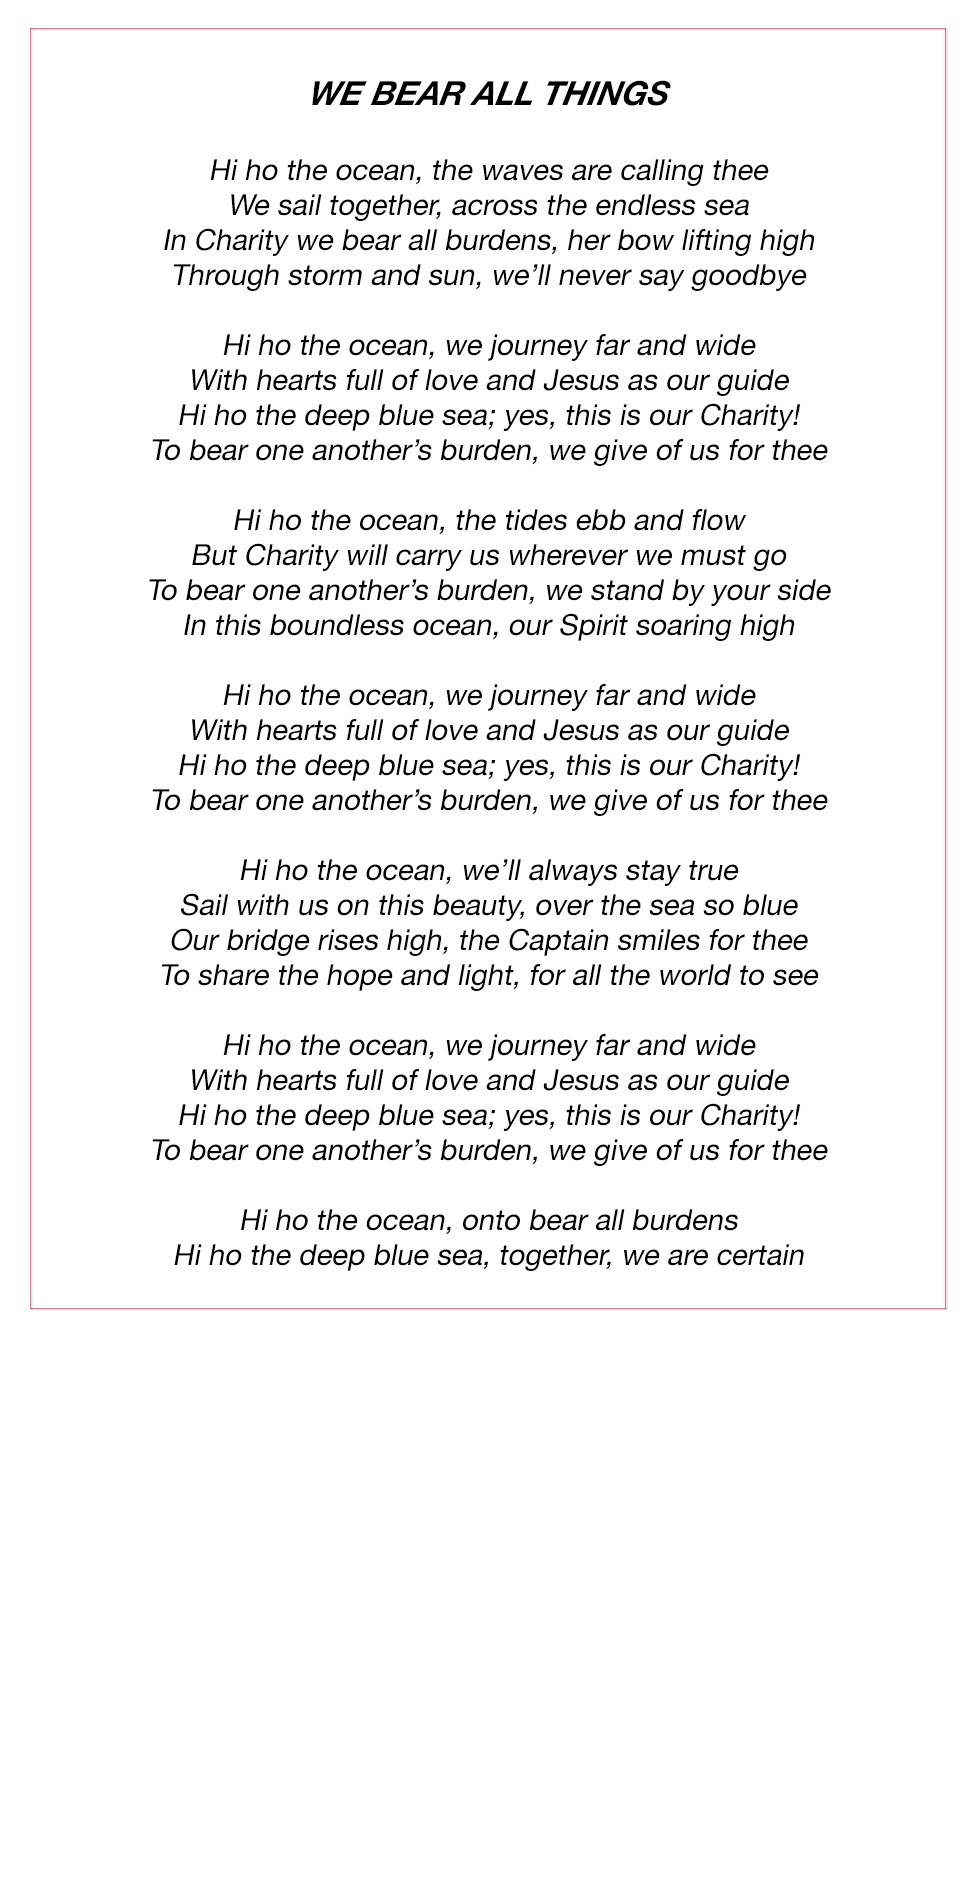 WE BEAR ALL THINGS
Hi ho the ocean, the waves are calling thee
We sail together, across the endless sea
In Charity we bear all burdens, her bow lifting high
Through storm and sun, we’ll never say goodbye
Hi ho the ocean, we journey far and wide
With hearts full of love and Jesus as our guide
Hi ho the deep blue sea; yes, this is our Charity!
To bear one another’s burden, we give of us for thee
Hi ho the ocean, the tides ebb and flow
But Charity will carry us wherever we must go
To bear one another’s burden, we stand by your side
In this boundless ocean, our Spirit soaring high
Hi ho the ocean, we journey far and wide
With hearts full of love and Jesus as our guide
Hi ho the deep blue sea; yes, this is our Charity!
To bear one another’s burden, we give of us for thee
Hi ho the ocean, we’ll always stay true
Sail with us on this beauty, over the sea so blue
Our bridge rises high, the Captain smiles for thee
To share the hope and light, for all the world to see
Hi ho the ocean, we journey far and wide
With hearts full of love and Jesus as our guide
Hi ho the deep blue sea; yes, this is our Charity!
To bear one another’s burden, we give of us for thee
Hi ho the ocean, onto bear all burdens
Hi ho the deep blue sea, together, we are certain